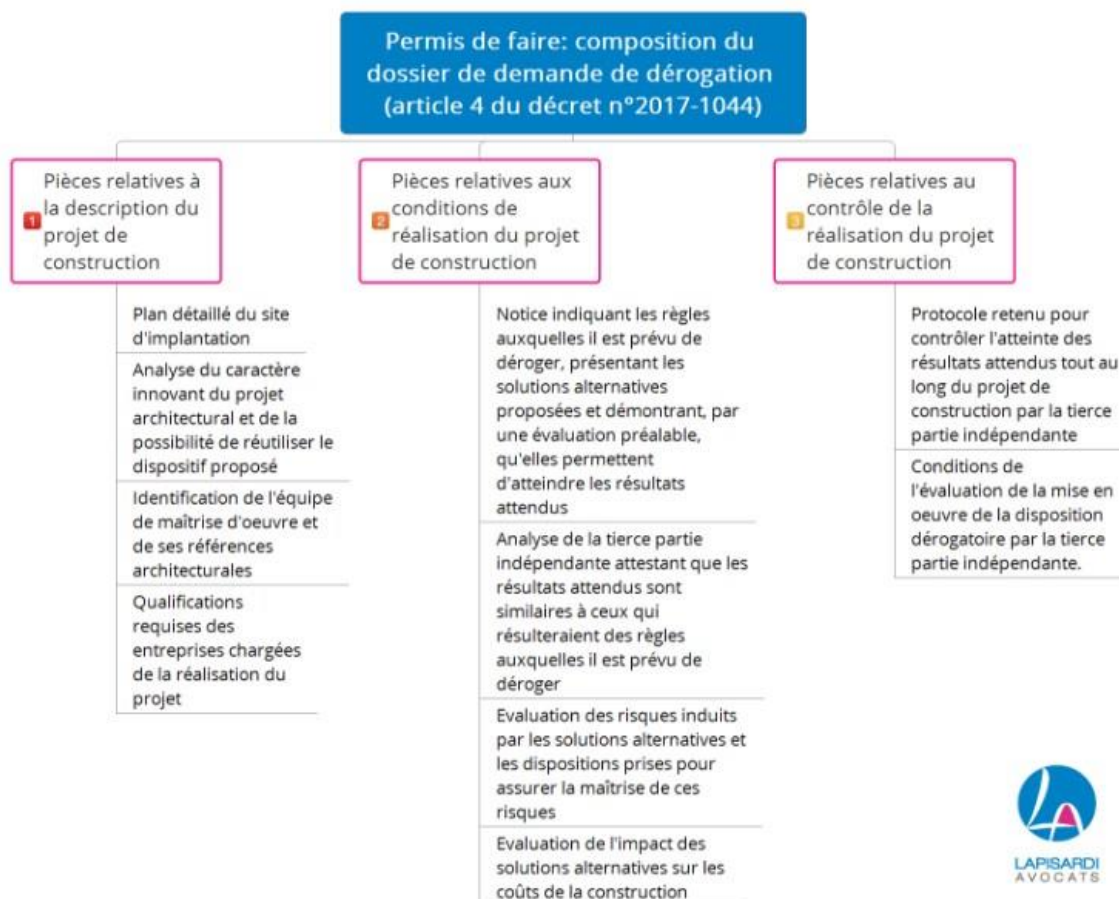 Permis de faire: composition du
dossier de demande de dérogation
(article 4 du décret n°2017-1044)
1
Pièces relatives à
la description du
projet de
construction
Plan détaillé du site
d'implantation
Analyse du caractère
innovant du projet
architectural et de la
possibilité de réutiliser le
dispositif proposé
Identification de l'équipe
de maîtrise d'oeuvre et
de ses références
architecturales
Qualifications
requises des
entreprises chargées
de la réalisation du
projet
2
Pièces relatives aux
conditions de
réalisation du projet
de construction
Notice indiquant les règles
auxquelles il est prévu de
déroger, présentant les
solutions alternatives
proposées et démontrant, par
une évaluation préalable,
qu'elles permettent
d'atteindre les résultats
attendus
Analyse de la tierce partie
indépendante attestant que les
résultats attendus sont
similaires à ceux qui
résulteraient des règles
auxquelles il est prévu de
déroger
Evaluation des risques induits
par les solutions alternatives et
les dispositions prises pour
assurer la maîtrise de ces
risques
Evaluation de l'impact des
solutions alternatives sur les
coûts de la construction
3
Pièces relatives au
contrôle de la
réalisation du projet
de construction
Protocole retenu pour
contrôler l'atteinte des
résultats attendus tout au
long du projet de
construction par la tierce
partie indépendante
Conditions de
l'évaluation de la mise en
oeuvre de la disposition
dérogatoire par la tierce
partie indépendante.
LA
LAPISARDI
AVOCATS